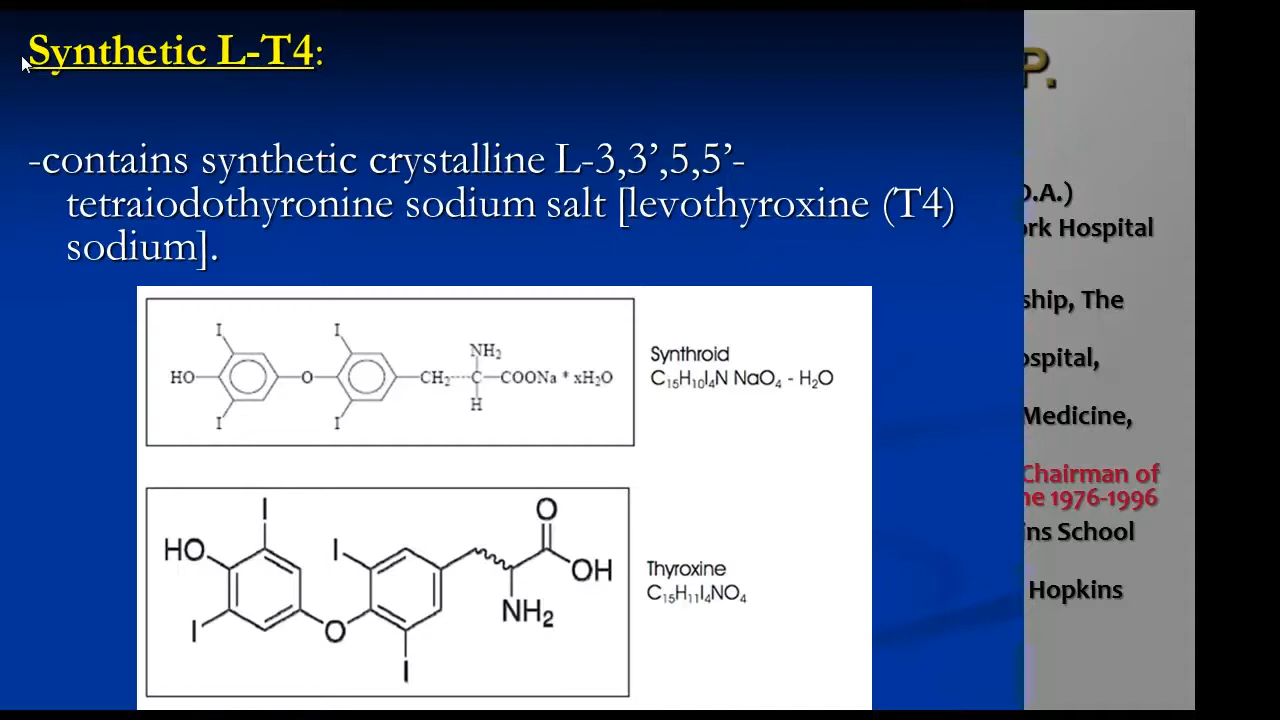 Synthetic L-T4:
-contains synthetic crystalline L-3,3’,5,5’-
tetraiodothyronine sodium salt [levothyroxine (T4)
sodium].
I I
HO O CH₂ NH₂ C H COONa * xH₂O
I I
Synthroid
C₁₅H₁₀I₄N NaO₄ - H₂O
I O
HO I OH
NH₂
I O
I
Thyroxine
C₁₅H₁₁I₄NO₄
P.
O.A.)
ork Hospital
ship, The
ospital,
Medicine,
Chairman of
ne 1976-1996
ins School
Hopkins